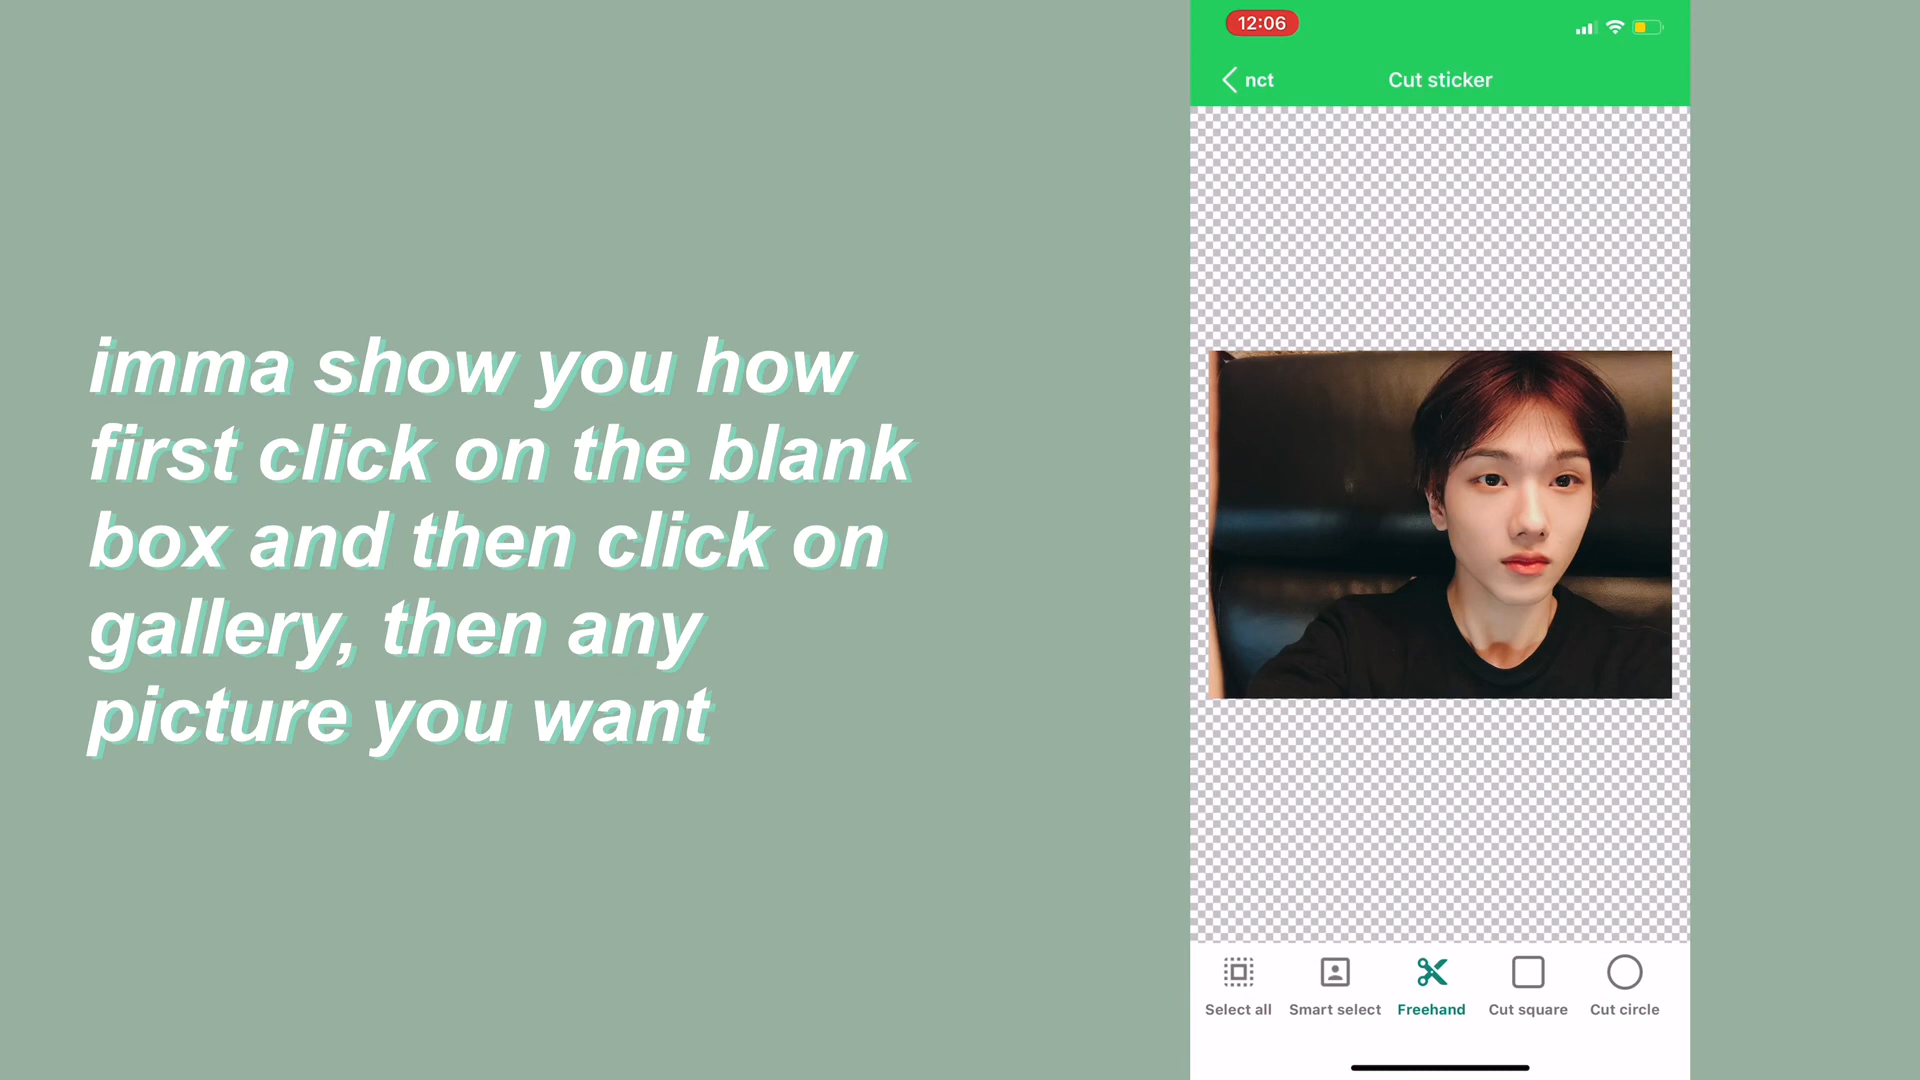 imma show you how
first click on the blank
box and then click on
gallery, then any
picture you want
12:06
nct
Cut sticker
Select all
Smart select
Freehand
Cut square
Cut circle